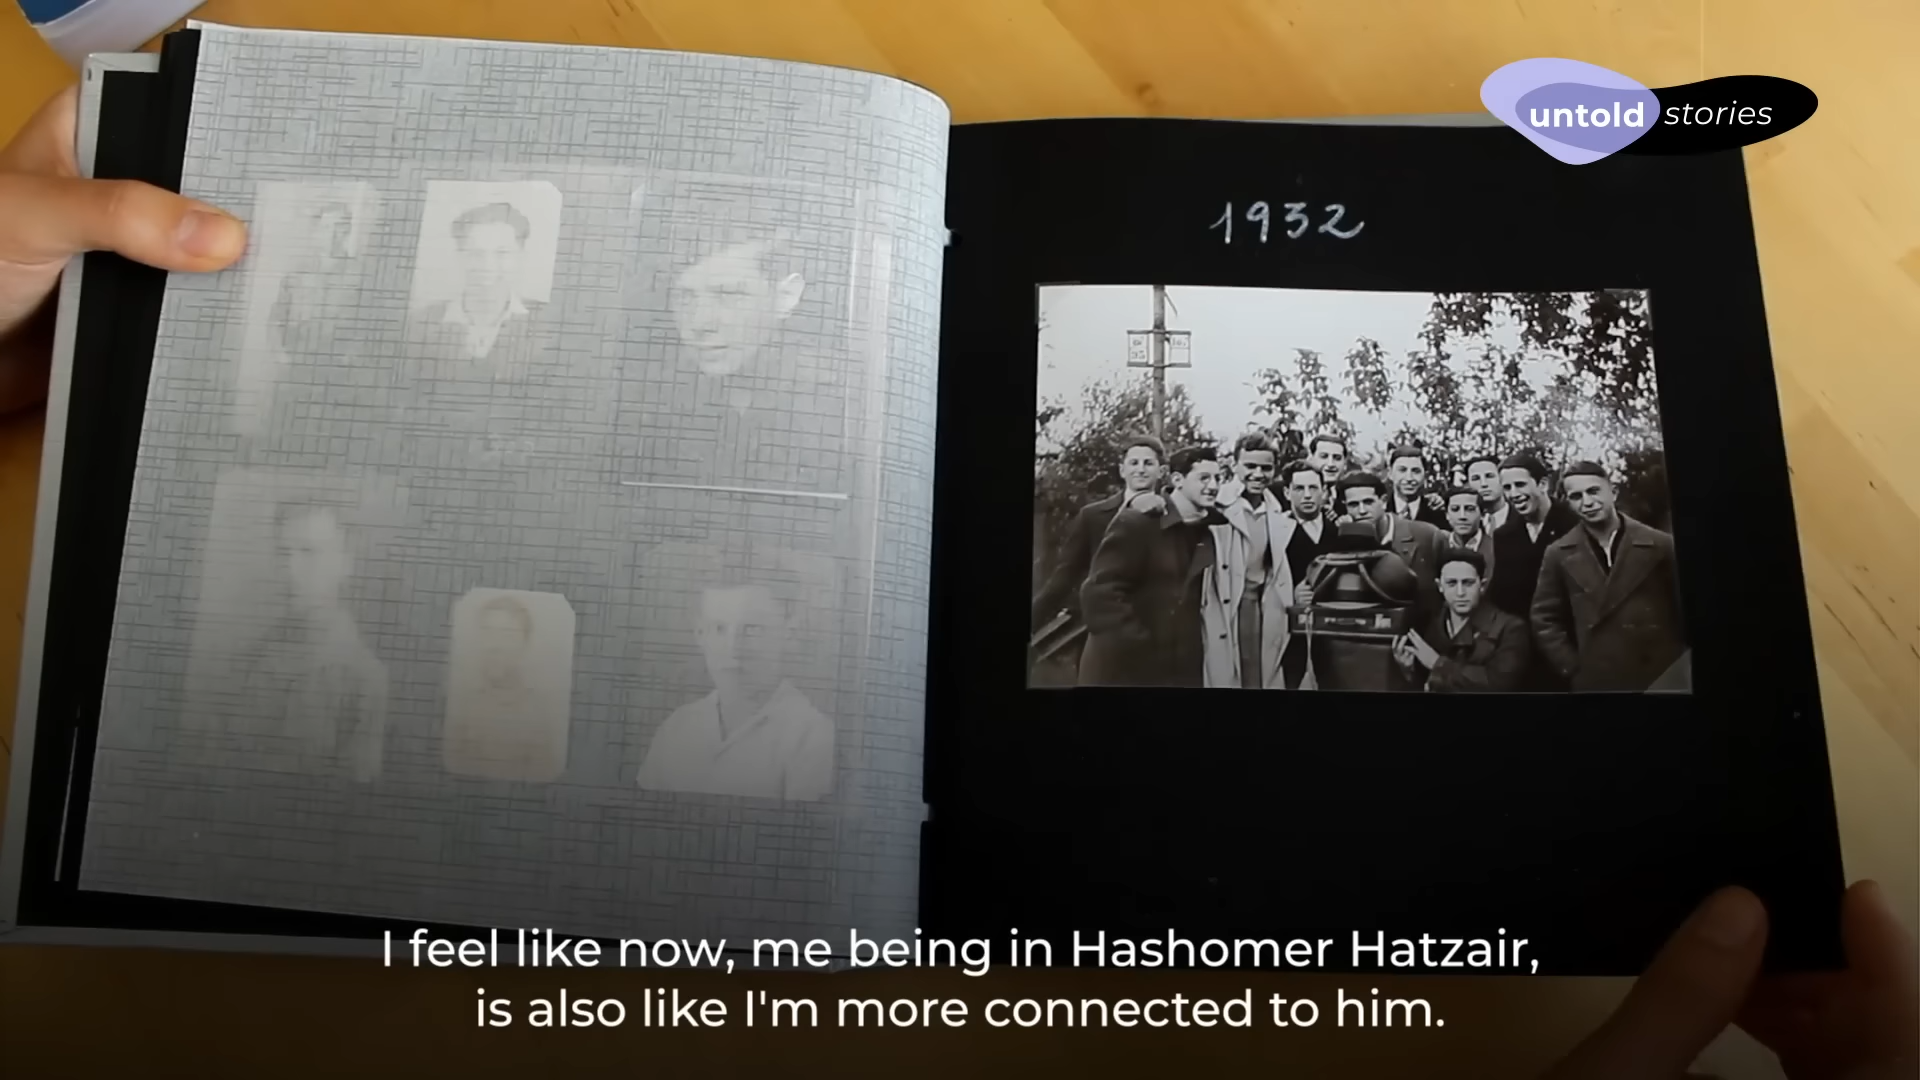 untold stories
1932
I feel like now, me being in Hashomer Hatzair,
is also like I'm more connected to him.